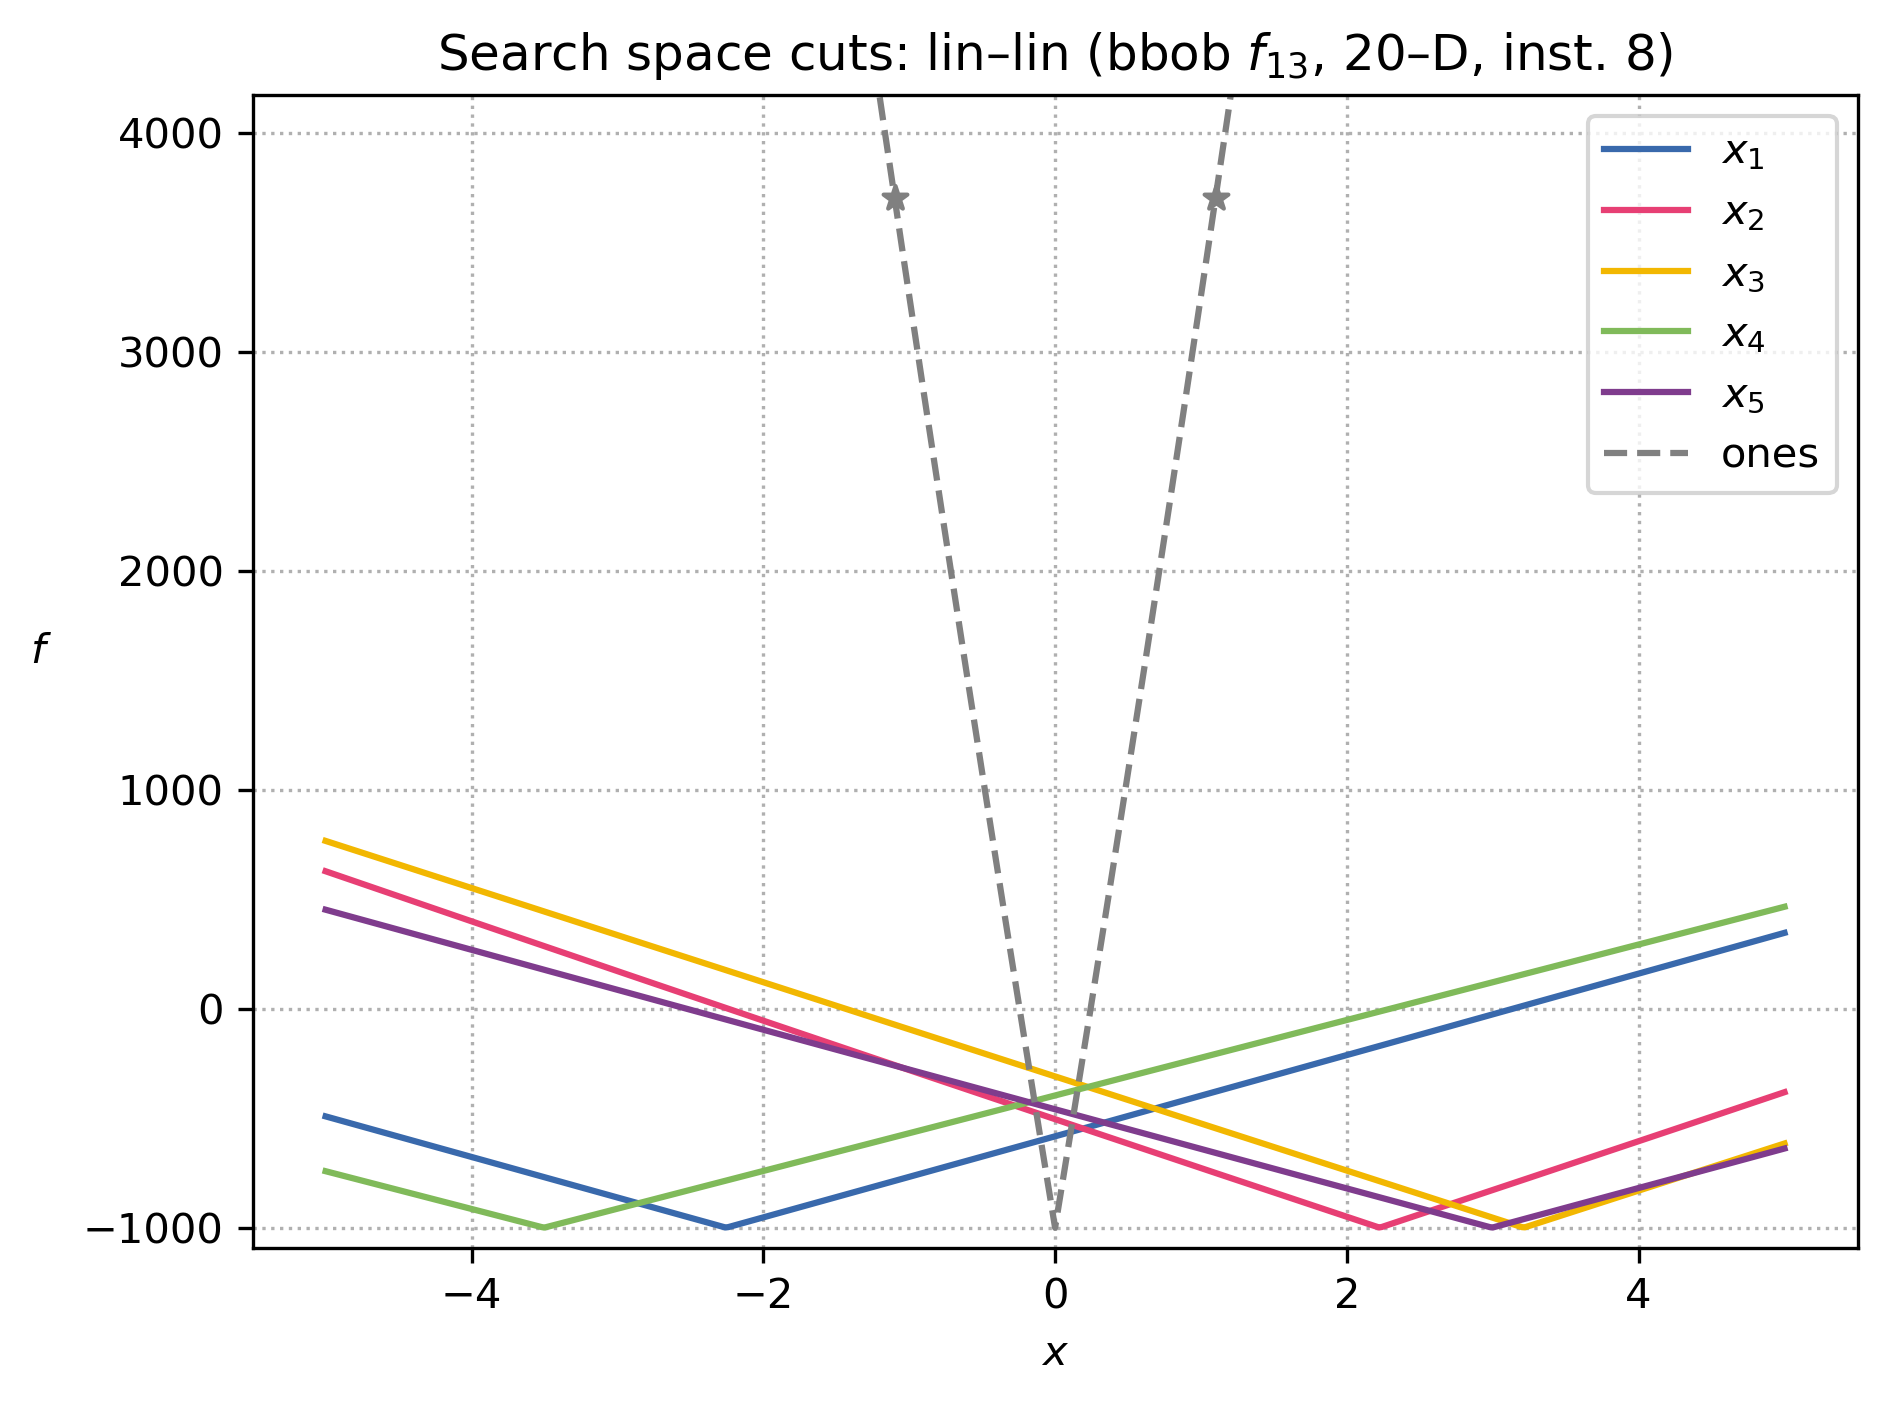 Search space cuts: lin–lin (bbob f13, 20–D, inst. 8)
4000
3000
2000
1000
0
−1000
f
−4
−2
0
2
4
x
x1
x2
x3
x4
x5
ones